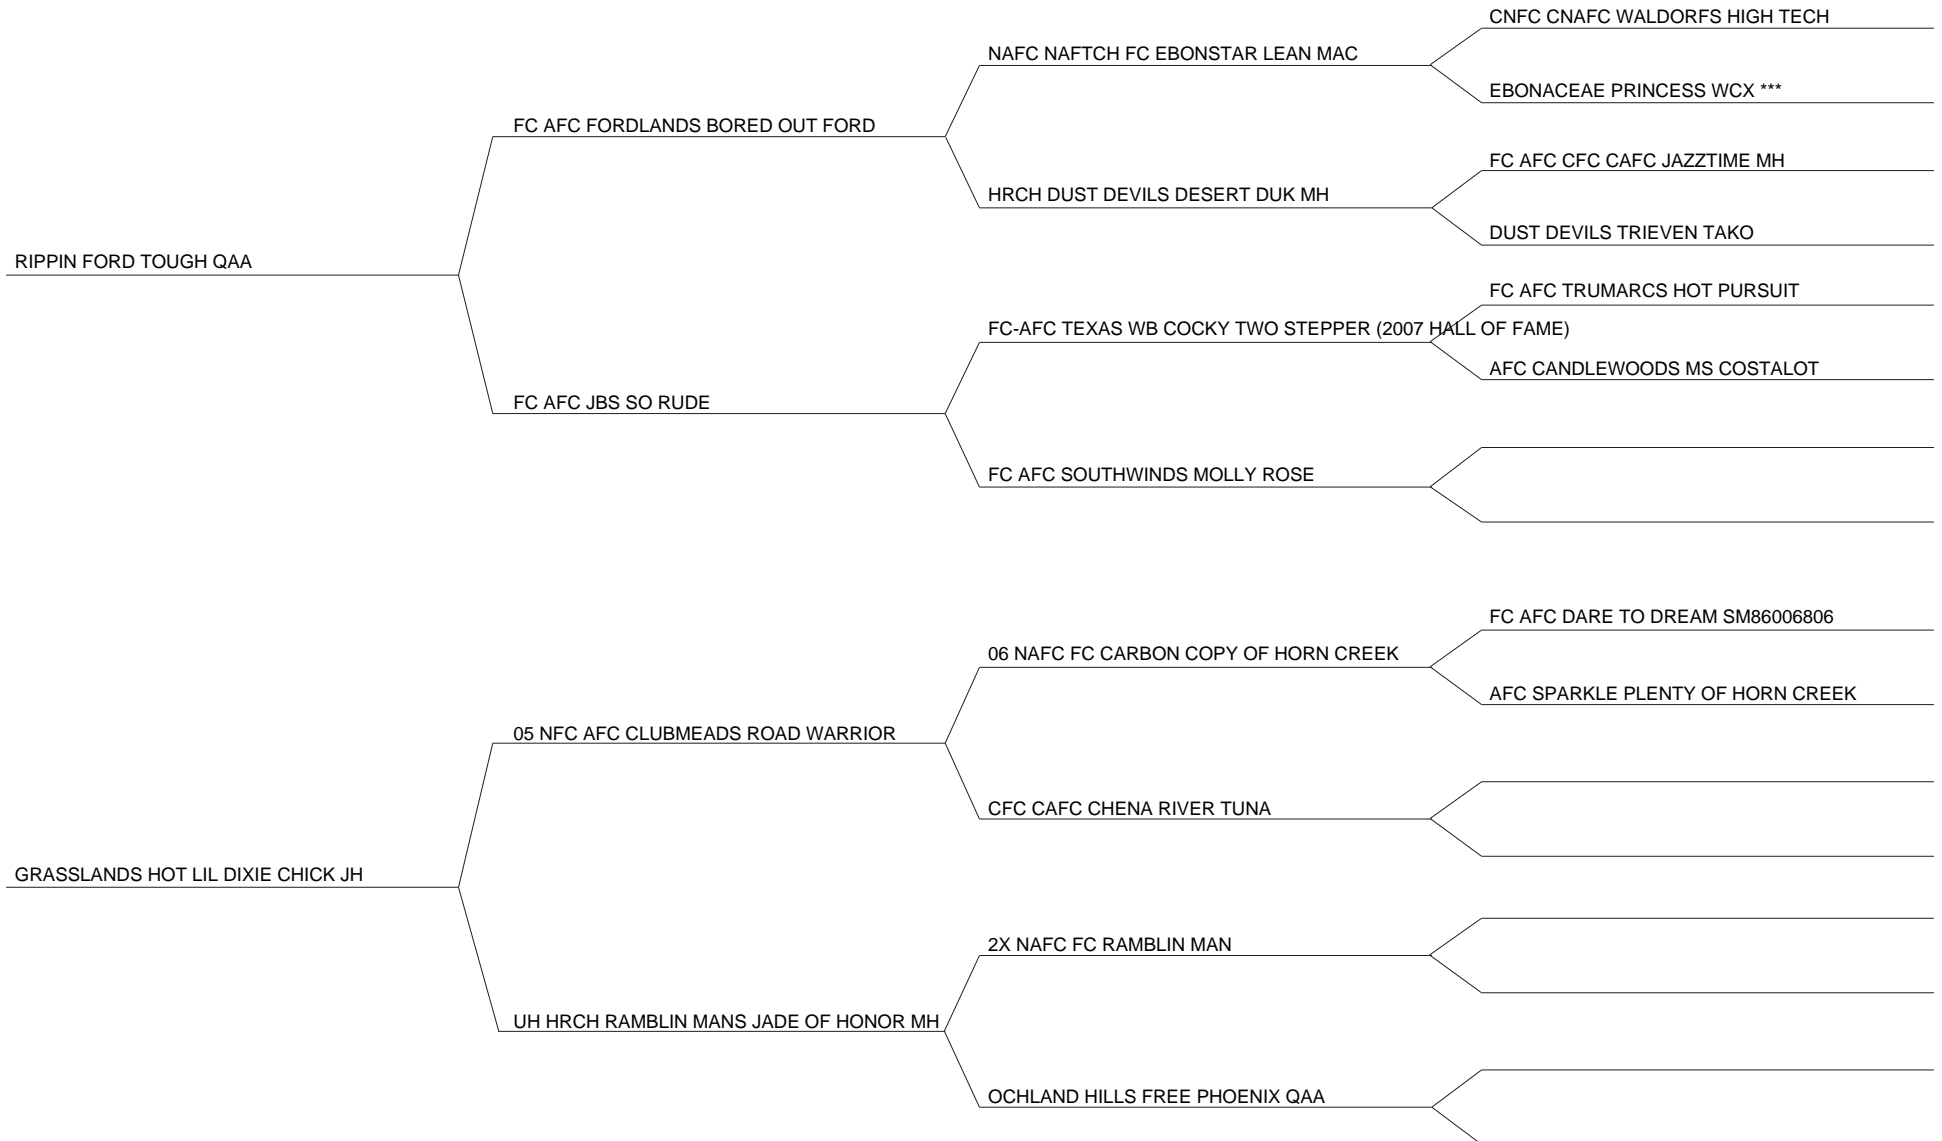 CNFC CNAFC WALDORFS HIGH TECH
NAFC NAFTCH FC EBONSTAR LEAN MAC
EBONACEAE PRINCESS WCX ***
FC AFC FORDLANDS BORED OUT FORD
FC AFC CFC CAFC JAZZTIME MH
HRCH DUST DEVILS DESERT DUK MH
DUST DEVILS TRIEVEN TAKO
RIPPIN FORD TOUGH QAA
FC AFC TRUMARCS HOT PURSUIT
FC-AFC TEXAS WB COCKY TWO STEPPER (2007 HALL OF FAME)
AFC CANDLEWOODS MS COSTALOT
FC AFC JBS SO RUDE
FC AFC SOUTHWINDS MOLLY ROSE
FC AFC DARE TO DREAM SM86006806
06 NAFC FC CARBON COPY OF HORN CREEK
AFC SPARKLE PLENTY OF HORN CREEK
05 NFC AFC CLUBMEADS ROAD WARRIOR
CFC CAFC CHENA RIVER TUNA
GRASSLANDS HOT LIL DIXIE CHICK JH
2X NAFC FC RAMBLIN MAN
UH HRCH RAMBLIN MANS JADE OF HONOR MH
OCHLAND HILLS FREE PHOENIX QAA